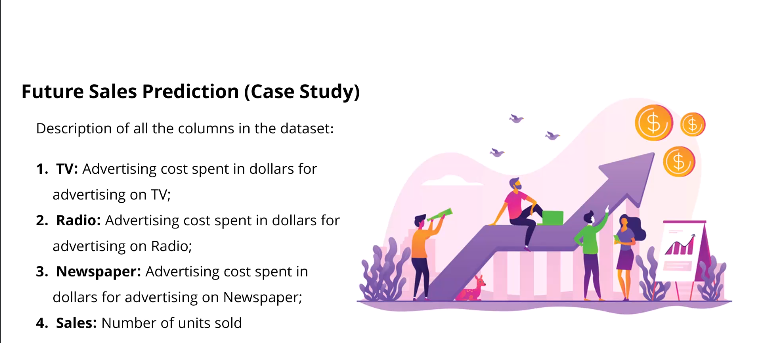 Future Sales Prediction (Case Study)
Description of all the columns in the dataset:
1. TV: Advertising cost spent in dollars for
advertising on TV;
2. Radio: Advertising cost spent in dollars for
advertising on Radio;
3. Newspaper: Advertising cost spent in
dollars for advertising on Newspaper;
4. Sales: Number of units sold
$
$
$